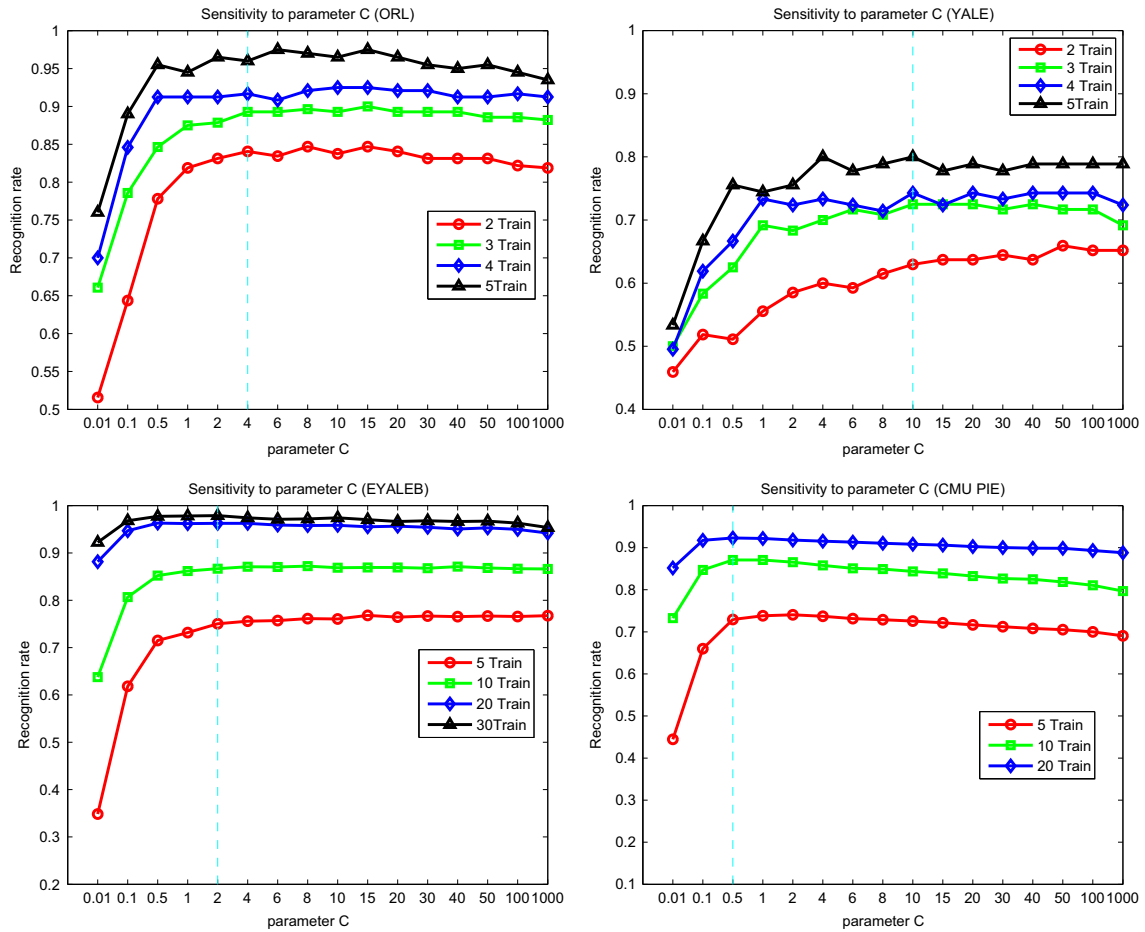 Sensitivity to parameter C (ORL)
Recognition rate
1
0.95
0.9
0.85
0.8
0.75
0.7
0.65
0.6
0.55
0.5
2 Train
3 Train
4 Train
5Train
0.01 0.1 0.5 1 2 4 6 8 10 15 20 30 40 50 100 1000
parameter C
Sensitivity to parameter C (YALE)
Recognition rate
1
0.9
0.8
0.7
0.6
0.5
0.4
2 Train
3 Train
4 Train
5Train
0.01 0.1 0.5 1 2 4 6 8 10 15 20 30 40 50 100 1000
parameter C
Sensitivity to parameter C (EYALEB)
Recognition rate
1
0.9
0.8
0.7
0.6
0.5
0.4
0.3
0.2
5 Train
10 Train
20 Train
30Train
0.01 0.1 0.5 1 2 4 6 8 10 15 20 30 40 50 100 1000
parameter C
Sensitivity to parameter C (CMU PIE)
Recognition rate
1
0.9
0.8
0.7
0.6
0.5
0.4
0.3
0.2
0.1
5 Train
10 Train
20 Train
0.01 0.1 0.5 1 2 4 6 8 10 15 20 30 40 50 100 1000
parameter C